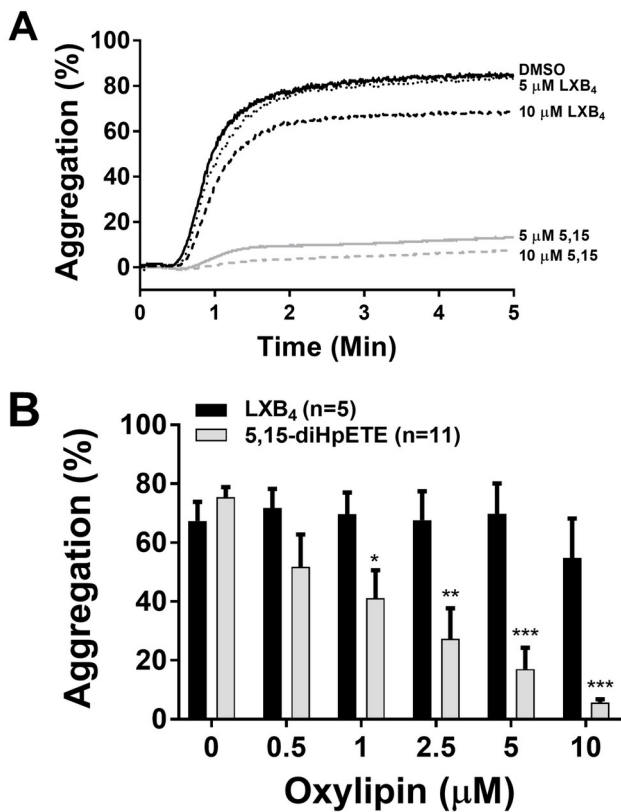 A
Aggregation (%)
100
80
60
40
20
0
DMSO
5 μM LXB₄
10 μM LXB₄
5 μM 5,15
10 μM 5,15
0 1 2 3 4 5
Time (Min)
B
LXB₄ (n=5)
5,15-diHpETE (n=11)
Aggregation (%)
100
80
60
40
20
0
* ** *** ***
0 0.5 1 2.5 5 10
Oxylipin (μM)